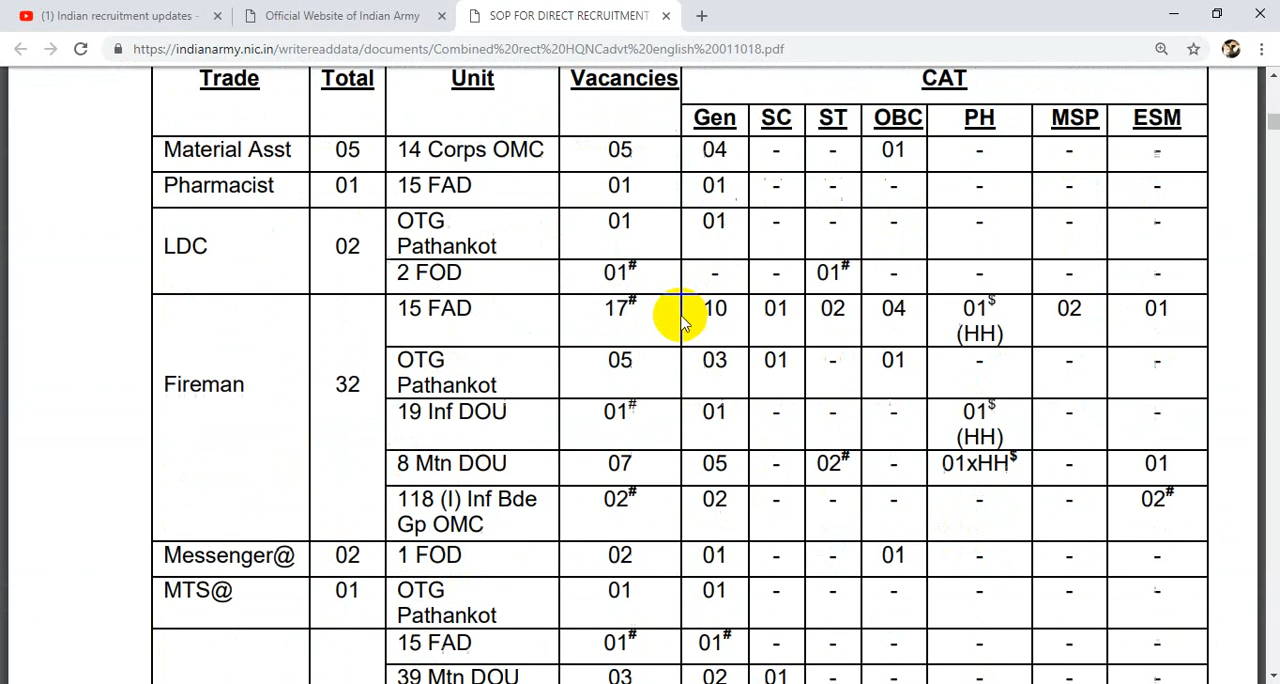 (1) Indian recruitment updates -
Official Website of Indian Army
SOP FOR DIRECT RECRUITMENT
https://indianarmy.nic.in/writereaddata/documents/Combined%20rect%20HQNCadvt%20english%20011018.pdf
Trade Total Unit Vacancies CAT
Gen SC ST OBC PH MSP ESM
Material Asst 05 14 Corps OMC 05 04 - - 01 - - -
Pharmacist 01 15 FAD 01 01 - - - - - -
LDC 02 OTG Pathankot 01 01 - - - - - -
2 FOD 01# - - 01# - - - -
Fireman 32 15 FAD 17# 10 01 02 04 01$ (HH) 02 01
OTG Pathankot 05 03 01 - 01 - - -
19 Inf DOU 01# 01 - - - 01$ (HH) - -
8 Mtn DOU 07 05 - 02# - 01xHH$ - 01
118 (I) Inf Bde Gp OMC 02# 02 - - - - - 02#
Messenger@ 02 1 FOD 02 01 - - 01 - - -
MTS@ 01 OTG Pathankot 01 01 - - - - - -
15 FAD 01# 01# - - - - - -
39 Mtn DOU 03 02 01 - - - - -